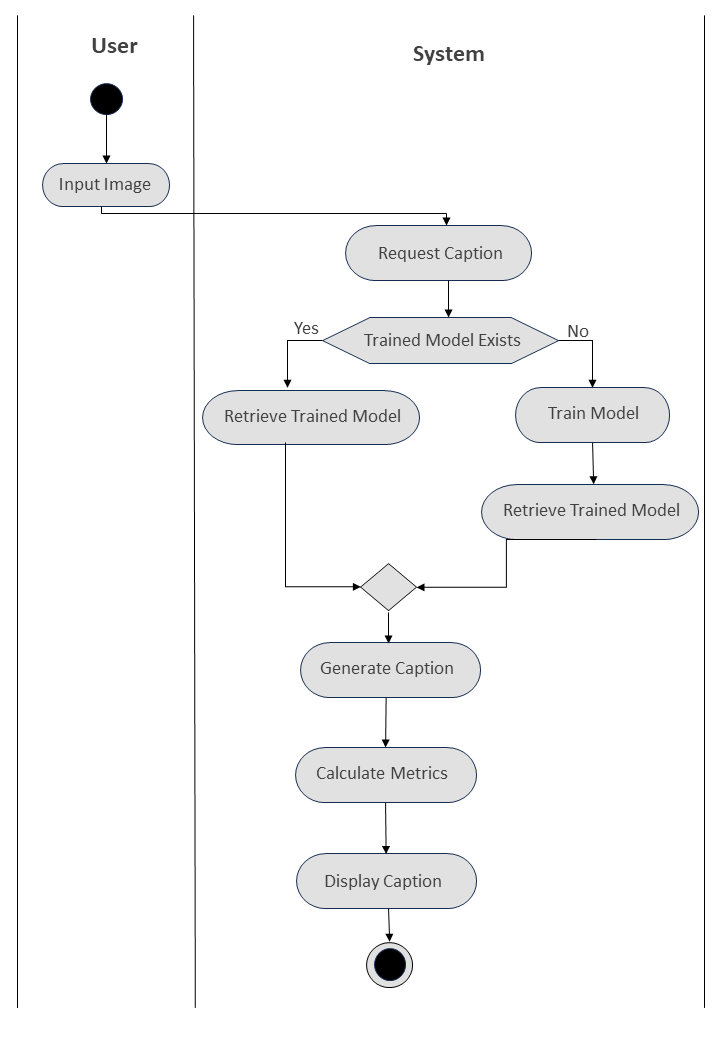 User
System
Input Image
Request Caption
Yes
Trained Model Exists
No
Retrieve Trained Model
Train Model
Retrieve Trained Model
Generate Caption
Calculate Metrics
Display Caption